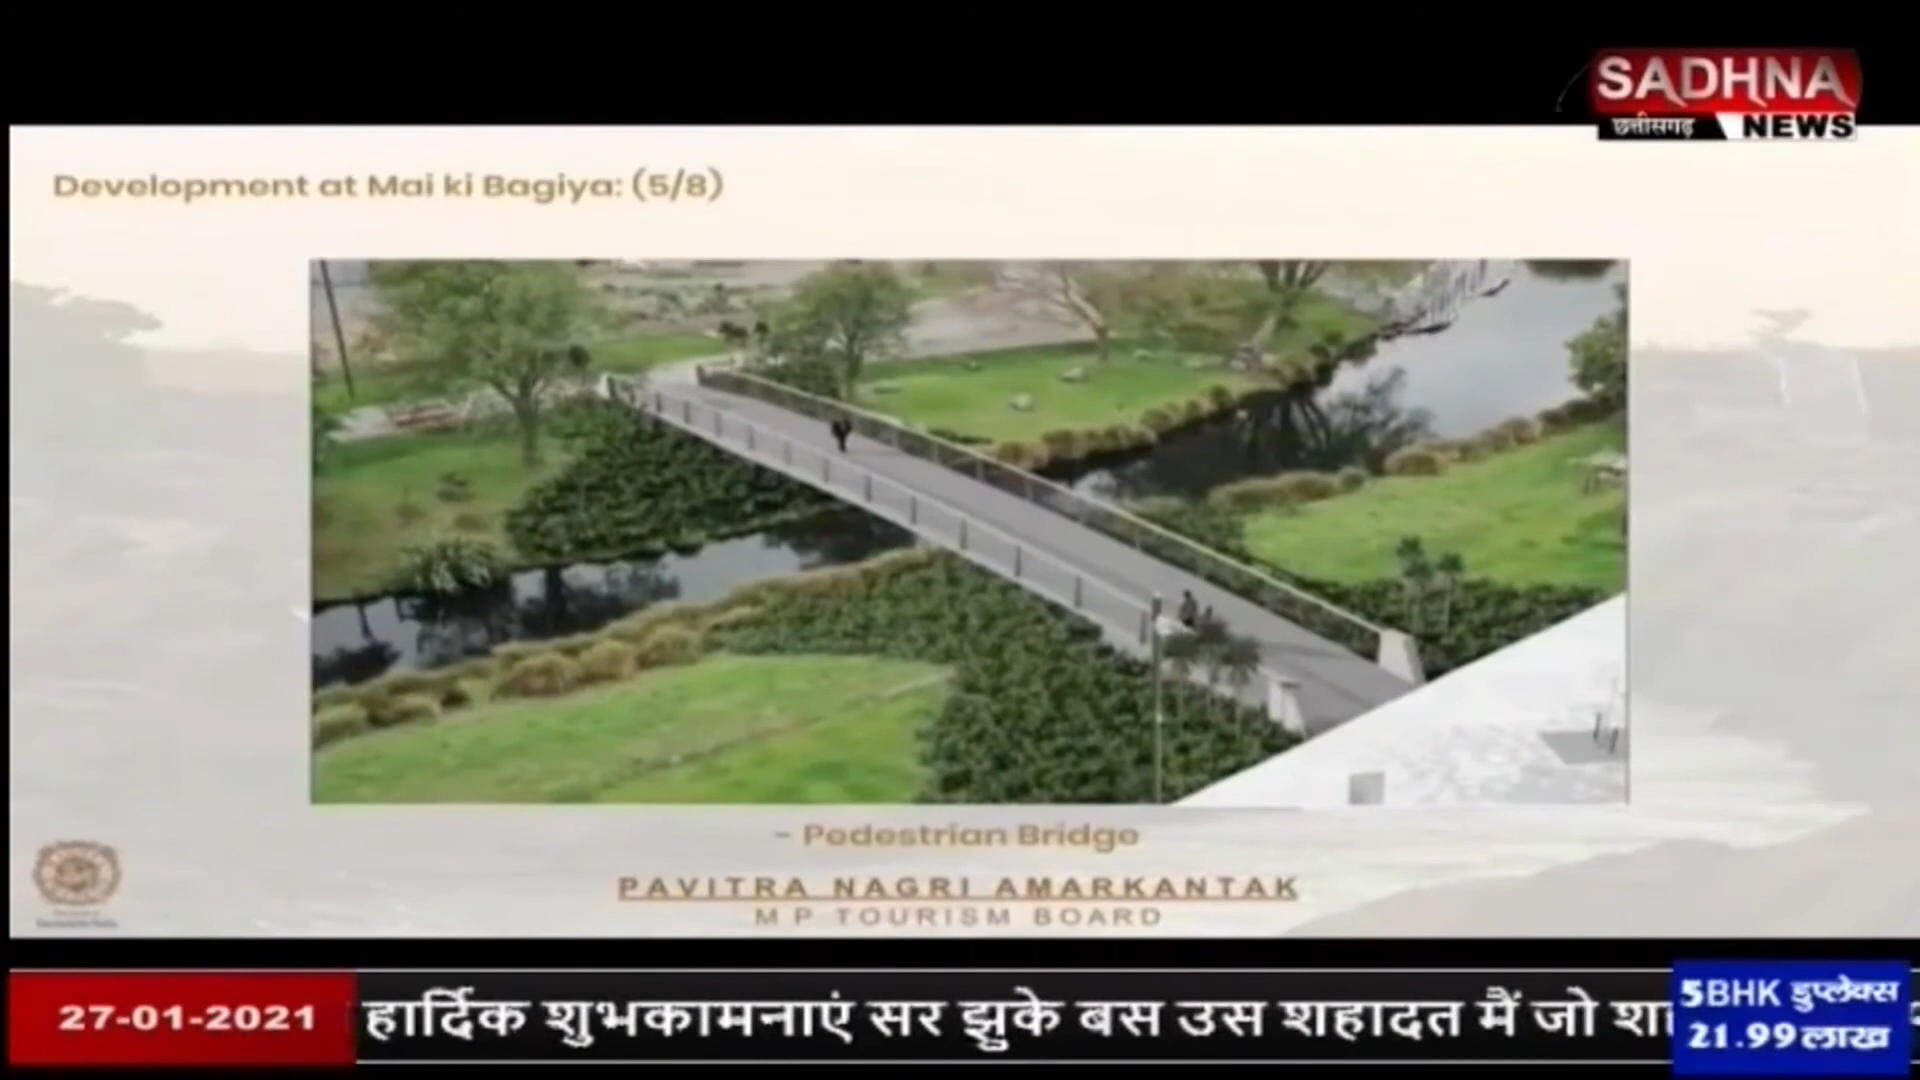 SADHNA
छत्तीसगढ़ NEWS
Development at Mai ki Bagiya: (5/8)
- Pedestrian Bridge
PAVITRA NAGRI AMARKANTAK
MP TOURISM BOARD
27-01-2021
हार्दिक शुभकामनाएं सर झुके बस उस शहादत मैं जो
5BHK डुप्लेक्स
21.99 लाख